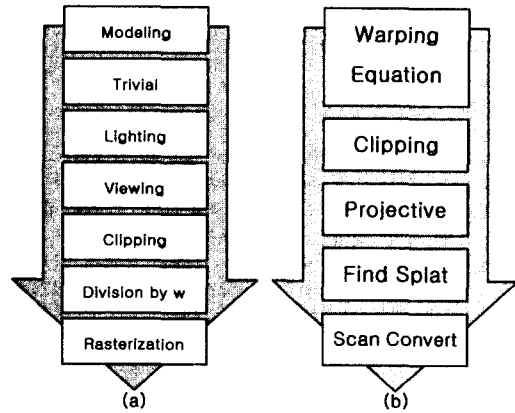 Modeling
Trivial
Lighting
Viewing
Clipping
Division by w
Rasterization
(a)
Warping
Equation
Clipping
Projective
Find Splat
Scan Convert
(b)